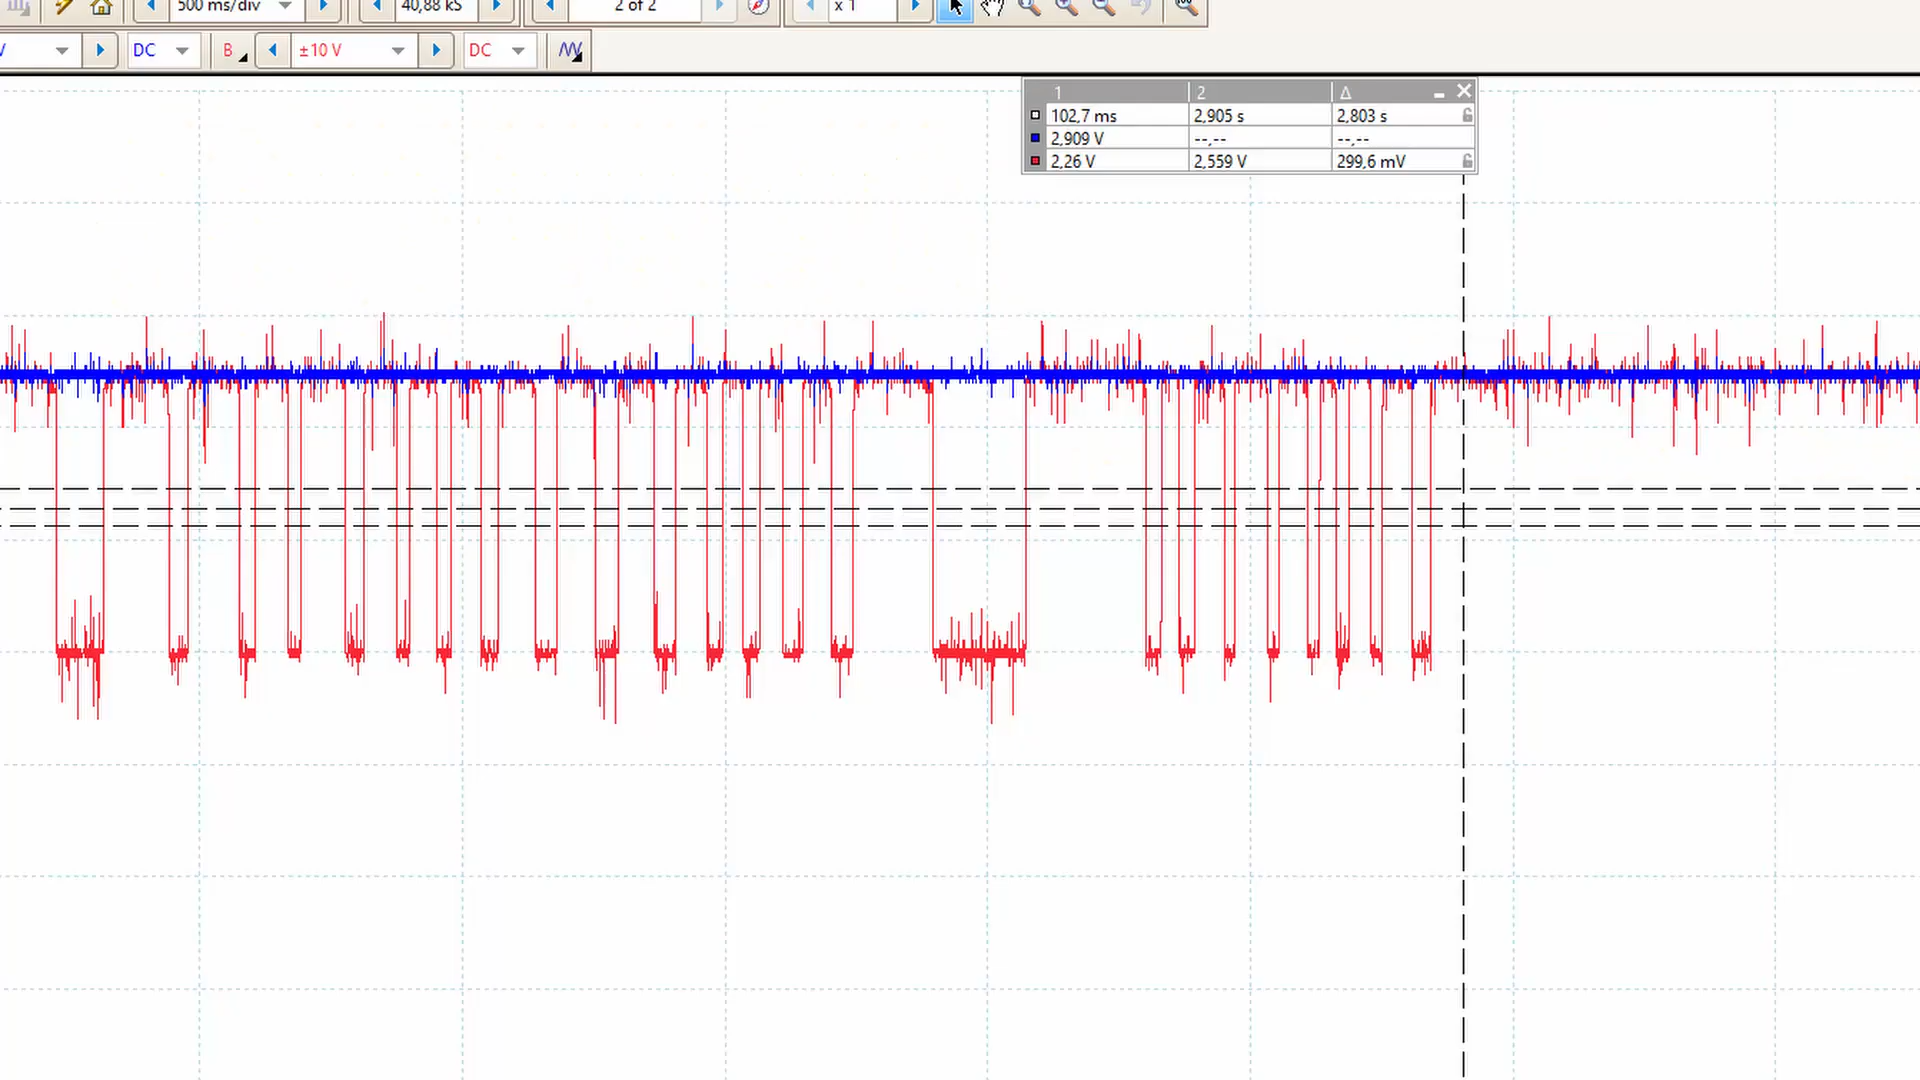 500 ms/div 40,88 kS 2 of 2 x 1
V DC B ±10 V DC
1 2 Δ
102,7 ms 2,905 s 2,803 s
2,909 V --,-- --,--
2,26 V 2,559 V 299,6 mV